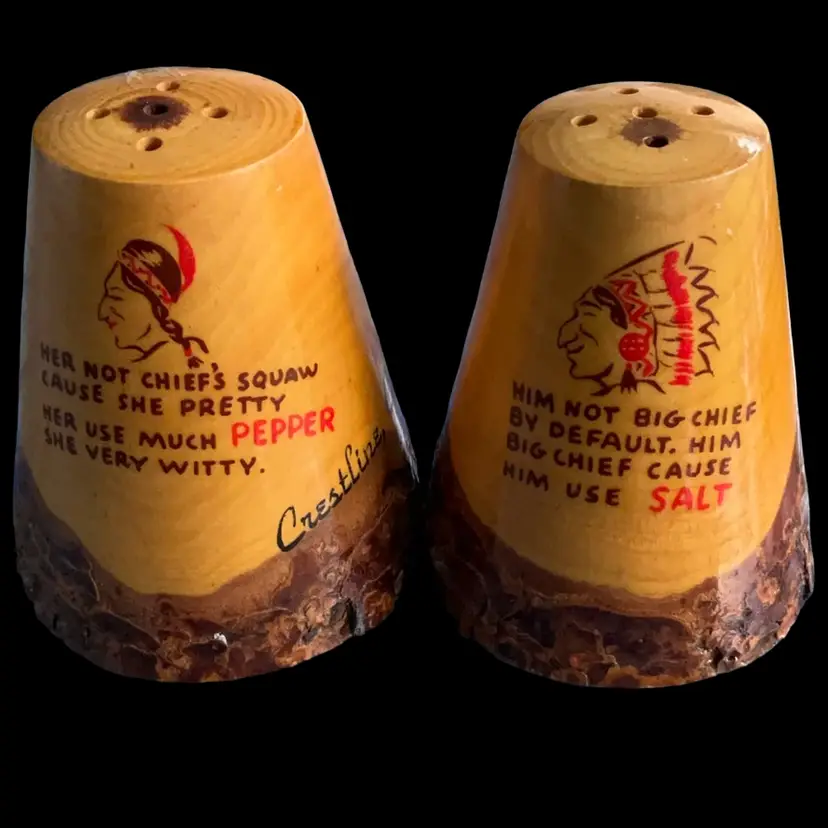 HER NOT CHIEF'S SQUAW
CAUSE SHE PRETTY
HER USE MUCH PEPPER
SHE VERY WITTY.
Crestline,
HIM NOT BIG CHIEF
BY DEFAULT. HIM
BIG CHIEF CAUSE
HIM USE SALT